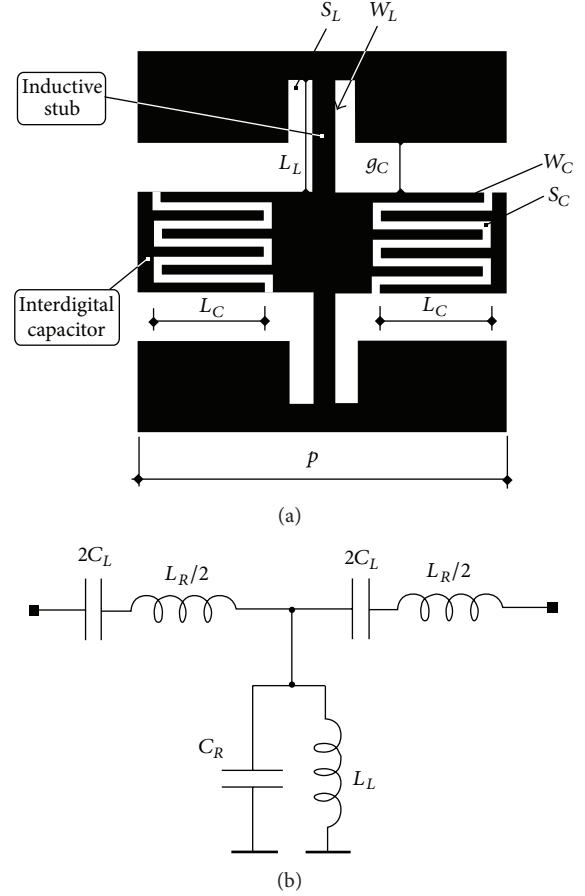 S_L W_L
Inductive
stub
L_L g_C
W_C
S_C
Interdigital
capacitor
L_C L_C
p
(a)
2C_L L_R/2 2C_L L_R/2
C_R L_L
(b)